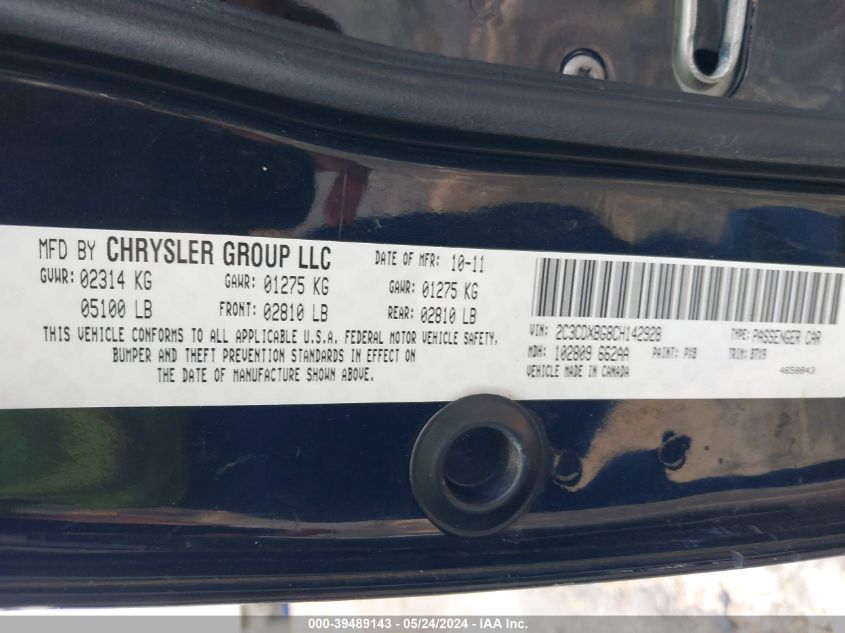 MFD BY CHRYSLER GROUP LLC DATE OF MFR: 10-11
GVWR: 02314 KG GAWR: 01275 KG GAWR: 01275 KG
05100 LB FRONT: 02810 LB REAR: 02810 LB
THIS VEHICLE CONFORMS TO ALL APPLICABLE U.S.A. FEDERAL MOTOR VEHICLE SAFETY,
BUMPER AND THEFT PREVENTION STANDARDS IN EFFECT ON
THE DATE OF MANUFACTURE SHOWN ABOVE.
VIN: 2C3CDXBG8CH142928 TYPE: PASSENGER CAR
MDH: 102809 662AA PAINT: PXB TRIM: B7X9
VEHICLE MADE IN CANADA 4658843
000-39489143 / 05/24/2024 - IAA Inc.